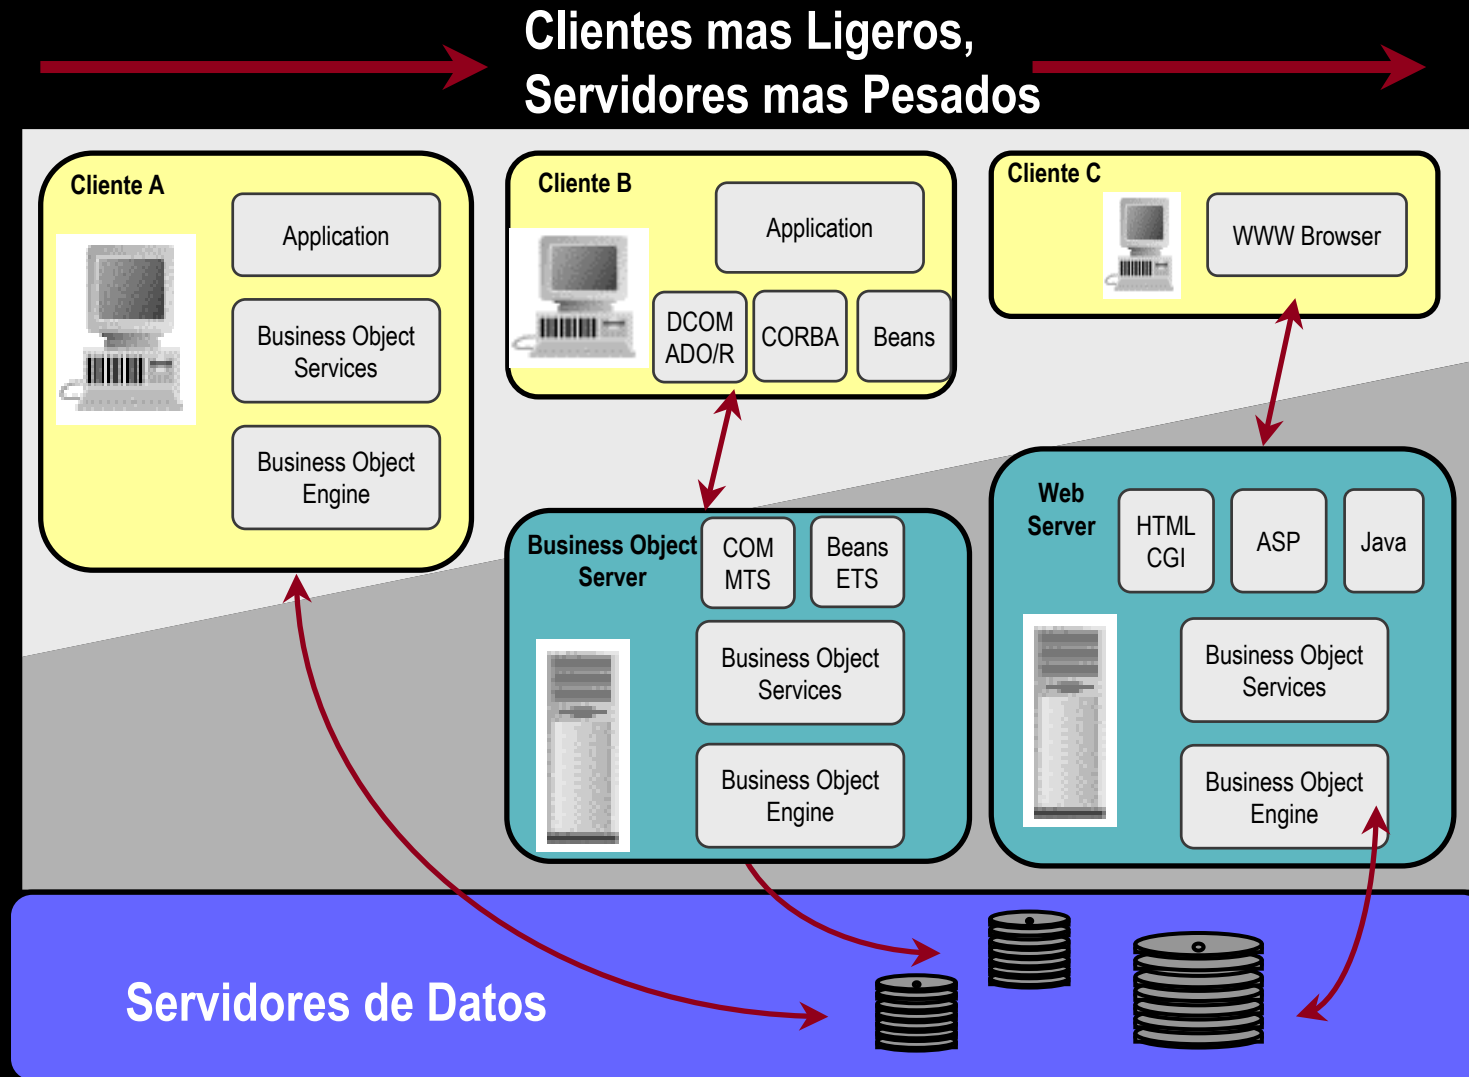 Clientes mas Ligeros,
Servidores mas Pesados
Cliente A
Application
Business Object
Services
Business Object
Engine
Cliente B
Application
DCOM
ADO/R
CORBA
Beans
Cliente C
WWW Browser
Business Object
Server
COM
MTS
Beans
ETS
Business Object
Services
Business Object
Engine
Web
Server
HTML
CGI
ASP
Java
Business Object
Services
Business Object
Engine
Servidores de Datos